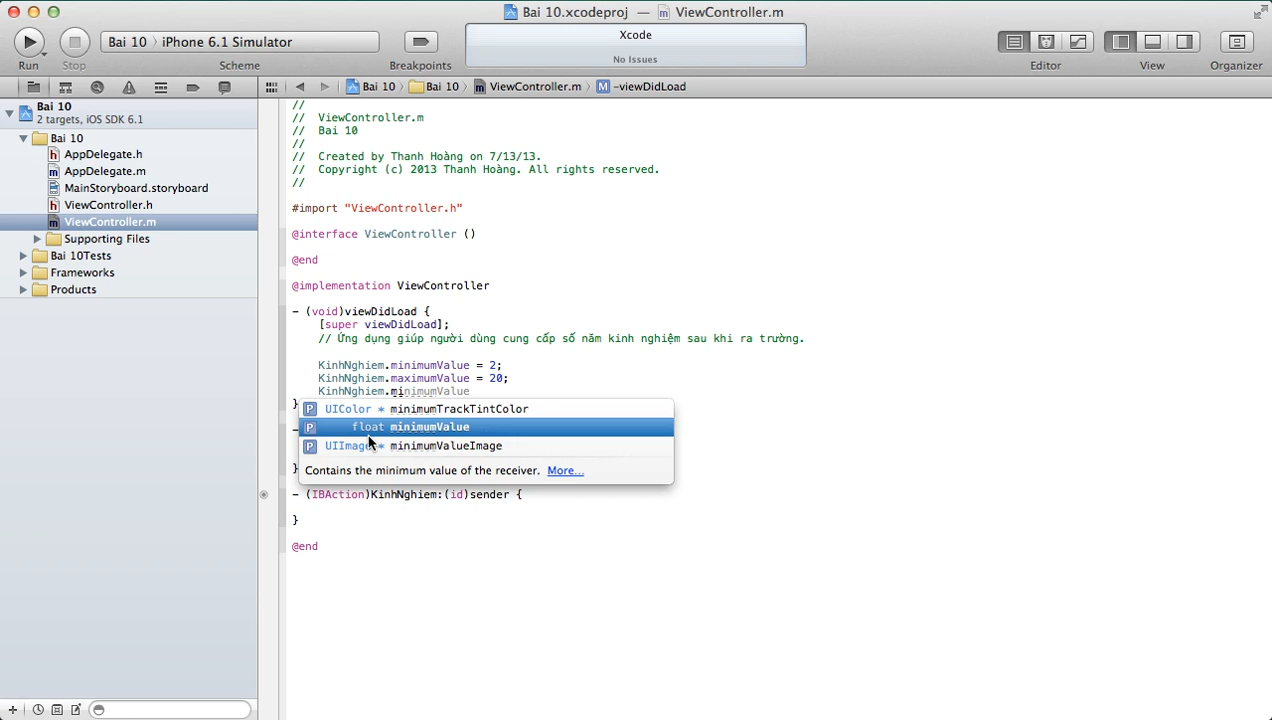 Bai 10.xcodeproj — ViewController.m
Bai 10 〉 iPhone 6.1 Simulator
Xcode
No Issues
Run Stop Scheme Breakpoints Editor View Organizer
Bai 10 〉 Bai 10 〉 ViewController.m 〉 M -viewDidLoad
Bai 10
2 targets, iOS SDK 6.1
Bai 10
h AppDelegate.h
m AppDelegate.m
MainStoryboard.storyboard
h ViewController.h
m ViewController.m
Supporting Files
Bai 10Tests
Frameworks
Products
//
// ViewController.m
// Bai 10
//
// Created by Thanh Hoàng on 7/13/13.
// Copyright (c) 2013 Thanh Hoàng. All rights reserved.
//
#import "ViewController.h"
@interface ViewController ()
@end
@implementation ViewController
- (void)viewDidLoad {
[super viewDidLoad];
// Ứng dụng giúp người dùng cung cấp số năm kinh nghiệm sau khi ra trường.
KinhNghiem.minimumValue = 2;
KinhNghiem.maximumValue = 20;
KinhNghiem.minimumValue
}
P UIColor * minimumTrackTintColor
P float minimumValue
P UIImage * minimumValueImage
Contains the minimum value of the receiver. More...
}
- (IBAction)KinhNghiem:(id)sender {
}
@end